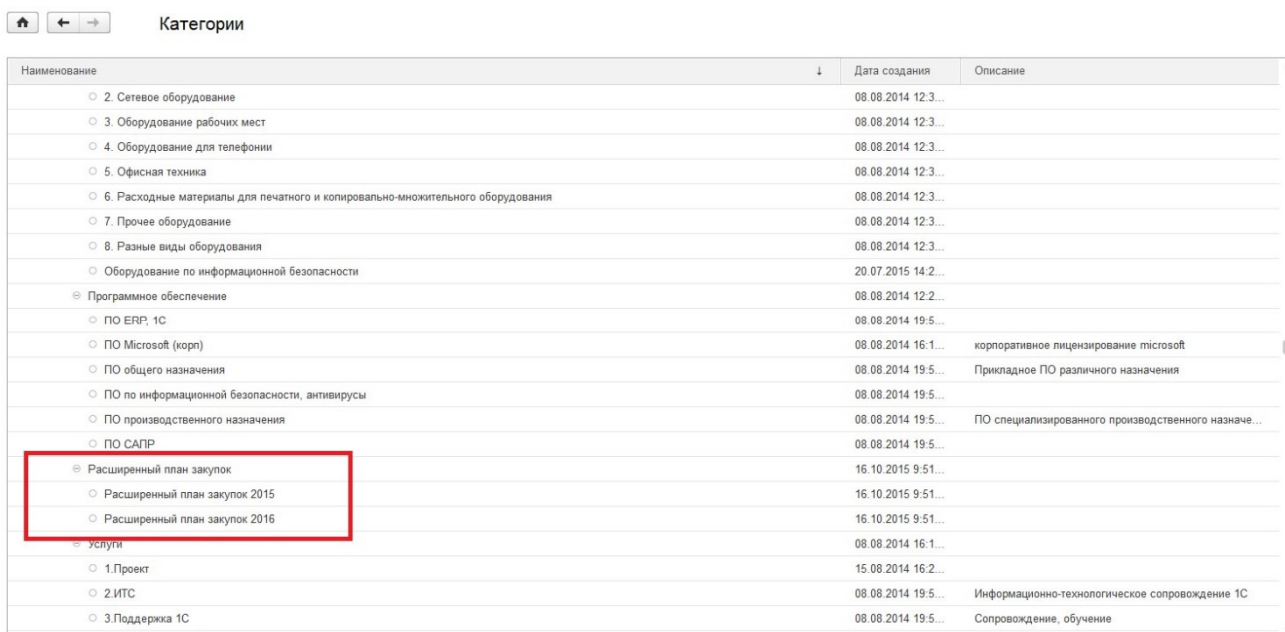 Категории
Наименование ↓ Дата создания Описание
2. Сетевое оборудование 08.08.2014 12:3...
3. Оборудование рабочих мест 08.08.2014 12:3...
4. Оборудование для телефонии 08.08.2014 12:3...
5. Офисная техника 08.08.2014 12:3...
6. Расходные материалы для печатного и копировально-множительного оборудования 08.08.2014 12:3...
7. Прочее оборудование 08.08.2014 12:3...
8. Разные виды оборудования 08.08.2014 12:3...
Оборудование по информационной безопасности 20.07.2015 14:2...
Программное обеспечение 08.08.2014 12:2...
ПО ERP, 1С 08.08.2014 19:5...
ПО Microsoft (корп) 08.08.2014 16:1... корпоративное лицензирование microsoft
ПО общего назначения 08.08.2014 19:5... Прикладное ПО различного назначения
ПО по информационной безопасности, антивирусы 08.08.2014 19:5...
ПО производственного назначения 08.08.2014 19:5... ПО специализированного производственного назначе...
ПО САПР 08.08.2014 19:5...
Расширенный план закупок 16.10.2015 9:51...
Расширенный план закупок 2015 16.10.2015 9:51...
Расширенный план закупок 2016 16.10.2015 9:51...
Услуги 08.08.2014 16:1...
1.Проект 15.08.2014 16:2...
2.ИТС 08.08.2014 19:5... Информационно-технологическое сопровождение 1С
3.Поддержка 1С 08.08.2014 19:5... Сопровождение, обучение